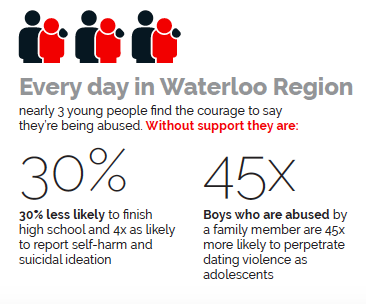 Every day in Waterloo Region
nearly 3 young people find the courage to say
they're being abused. Without support they are:
30%
30% less likely to finish
high school and 4x as likely
to report self-harm and
suicidal ideation
45x
Boys who are abused by
a family member are 45x
more likely to perpetrate
dating violence as
adolescents